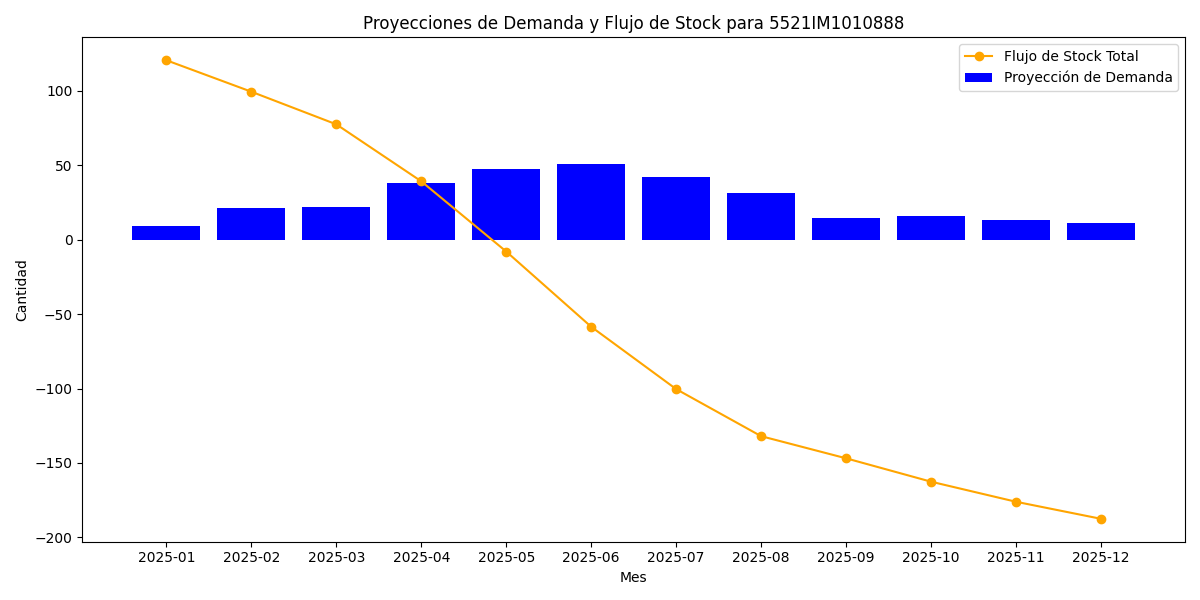 Proyecciones de Demanda y Flujo de Stock para 5521IM1010888
Flujo de Stock Total
Proyección de Demanda
Cantidad
100
50
0
−50
−100
−150
−200
2025-01 2025-02 2025-03 2025-04 2025-05 2025-06 2025-07 2025-08 2025-09 2025-10 2025-11 2025-12
Mes